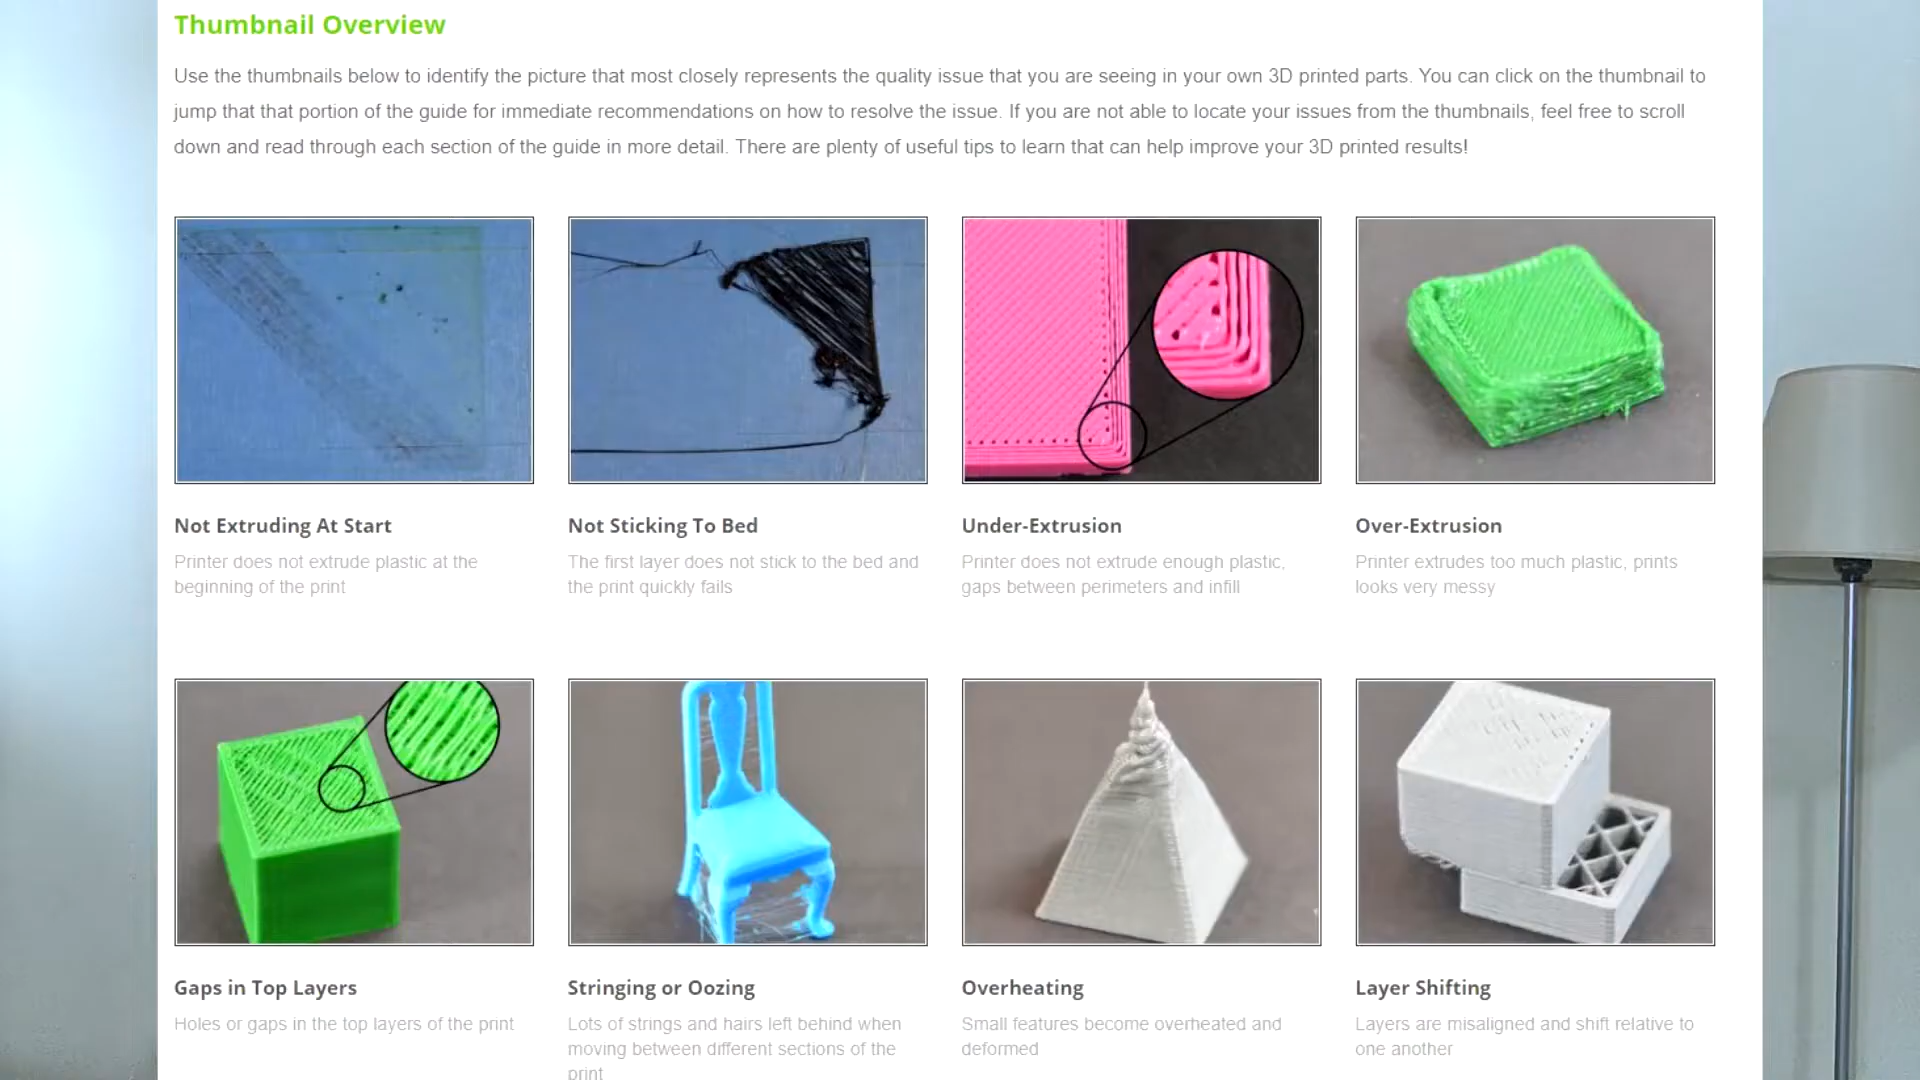 Thumbnail Overview
Use the thumbnails below to identify the picture that most closely represents the quality issue that you are seeing in your own 3D printed parts. You can click on the thumbnail to
jump that that portion of the guide for immediate recommendations on how to resolve the issue. If you are not able to locate your issues from the thumbnails, feel free to scroll
down and read through each section of the guide in more detail. There are plenty of useful tips to learn that can help improve your 3D printed results!
Not Extruding At Start
Printer does not extrude plastic at the
beginning of the print
Not Sticking To Bed
The first layer does not stick to the bed and
the print quickly fails
Under-Extrusion
Printer does not extrude enough plastic,
gaps between perimeters and infill
Over-Extrusion
Printer extrudes too much plastic, prints
looks very messy
Gaps in Top Layers
Holes or gaps in the top layers of the print
Stringing or Oozing
Lots of strings and hairs left behind when
moving between different sections of the
print
Overheating
Small features become overheated and
deformed
Layer Shifting
Layers are misaligned and shift relative to
one another